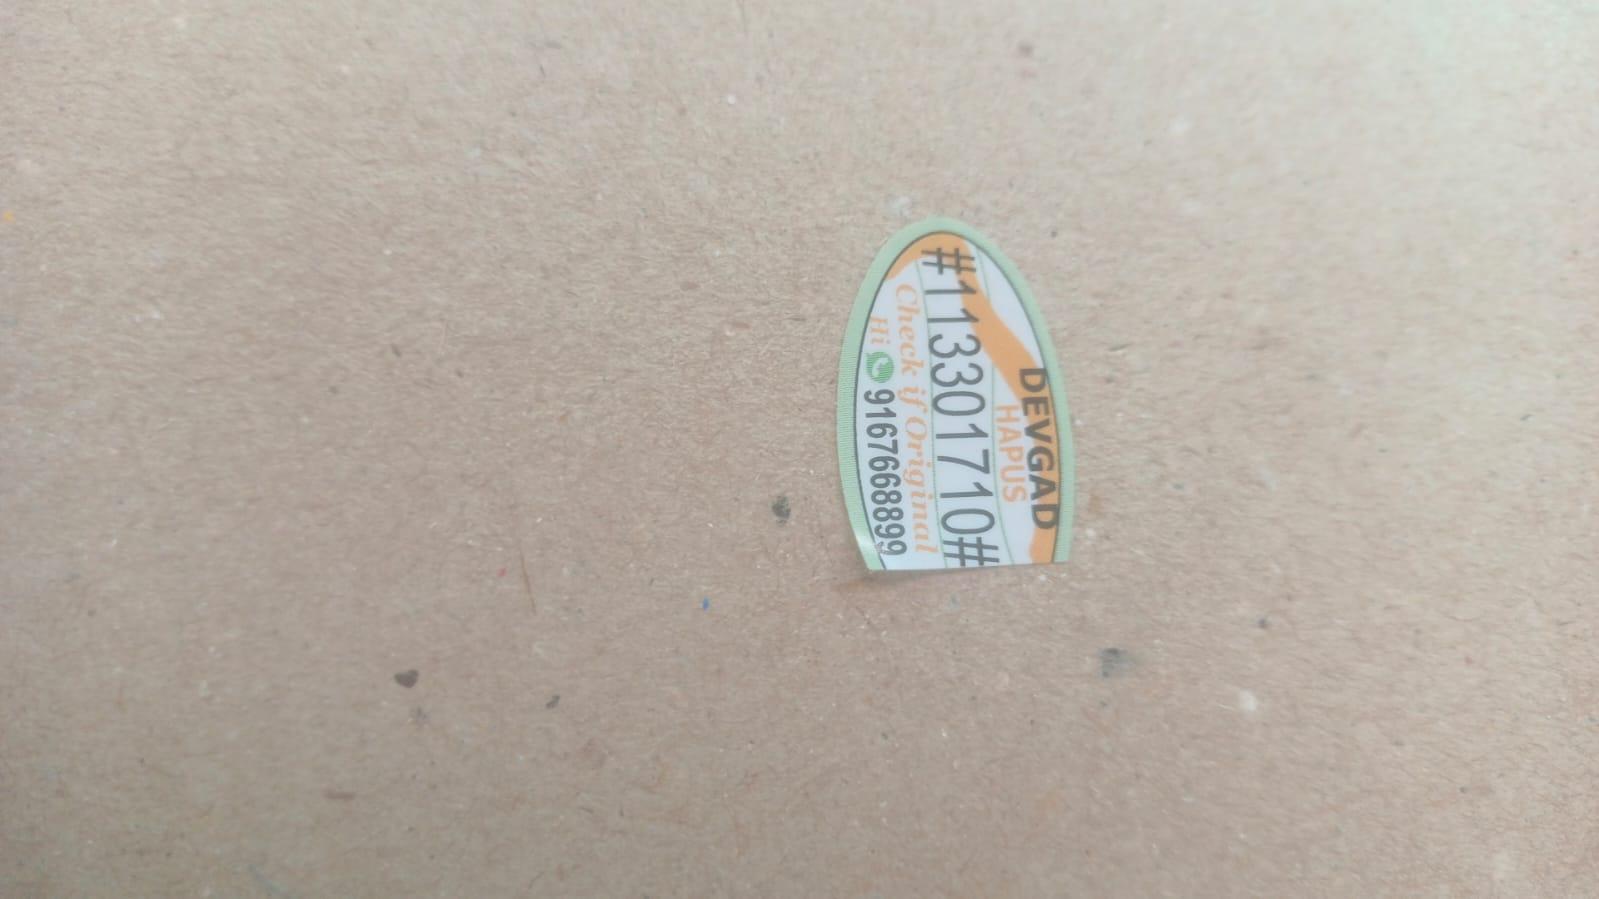 DEVGAD
HAPUS
#113301710#
Check if Original
Hi 9167668899